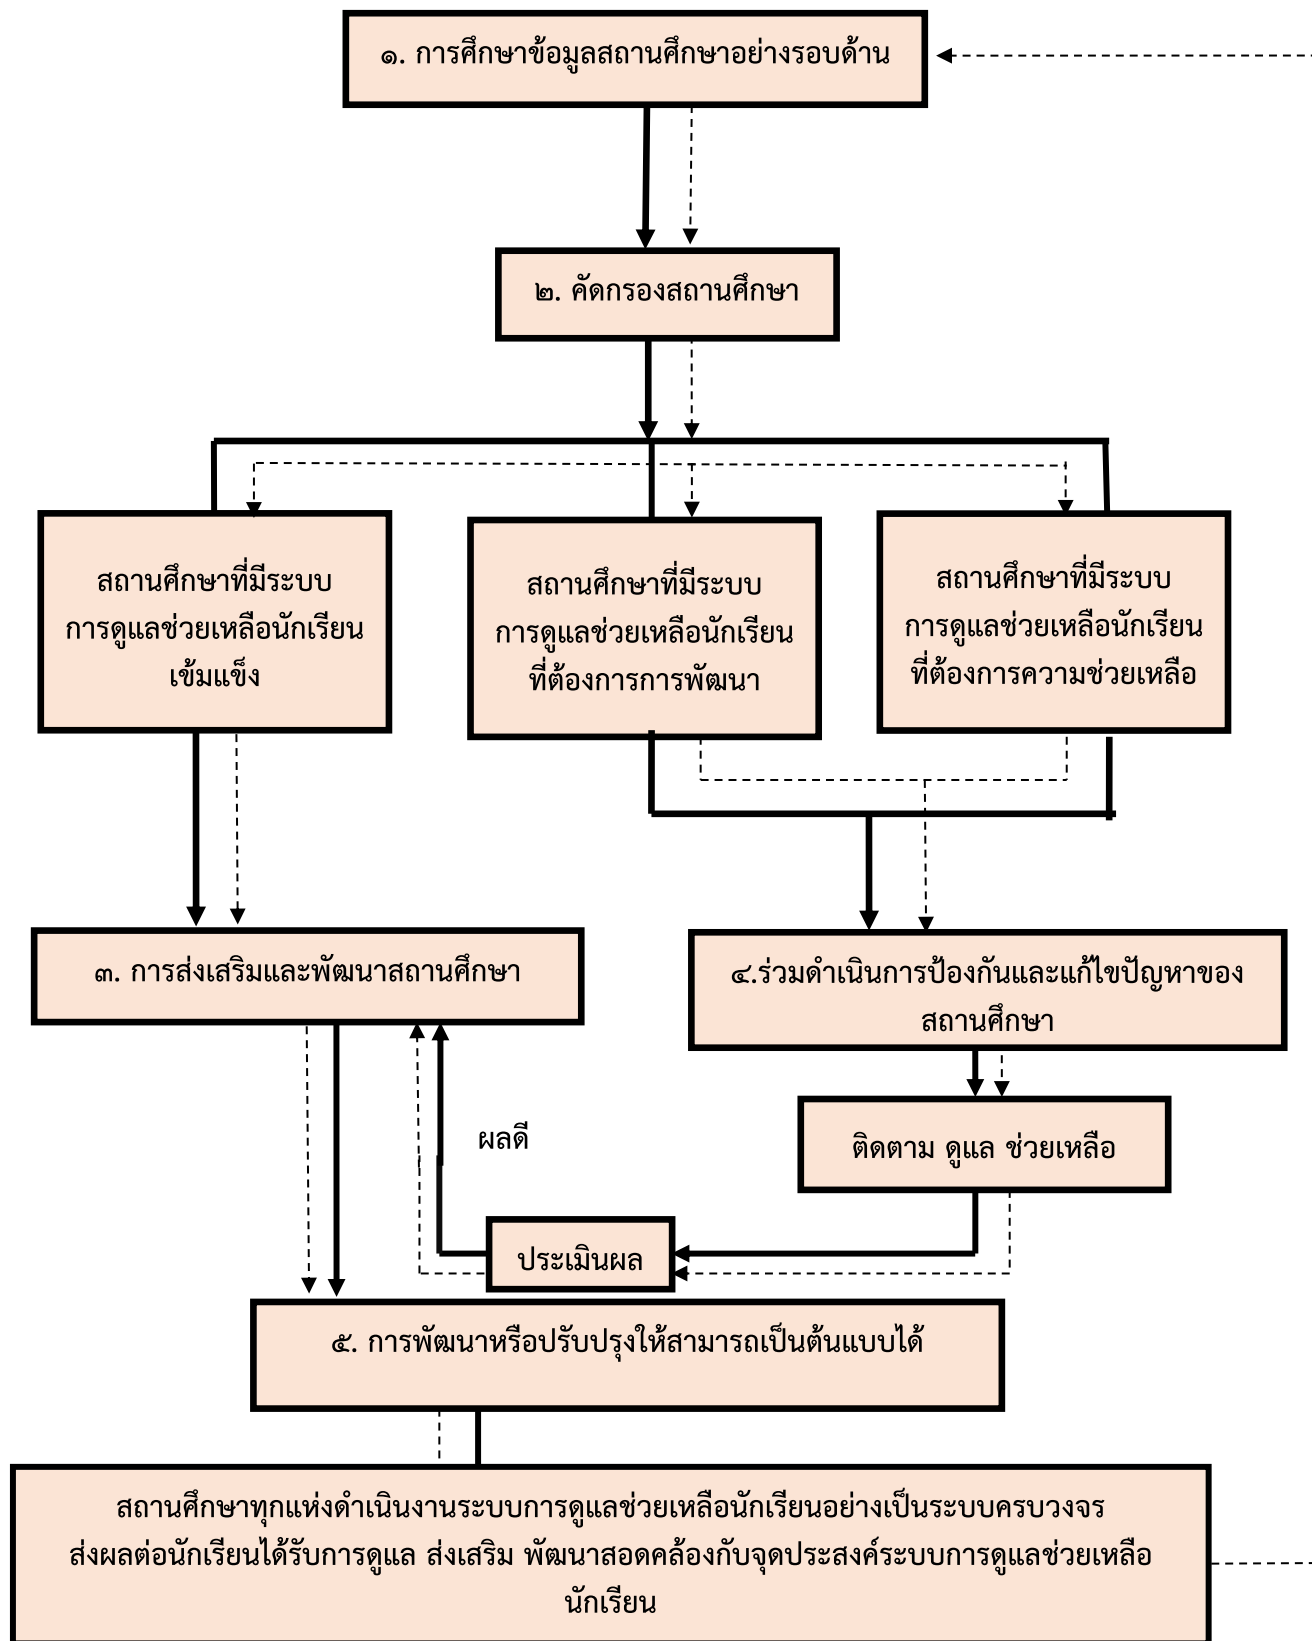 ๑. การศึกษาข้อมูลสถานศึกษาอย่างรอบด้าน
๒. คัดกรองสถานศึกษา
สถานศึกษาที่มีระบบ
การดูแลช่วยเหลือนักเรียน
เข้มแข็ง
สถานศึกษาที่มีระบบ
การดูแลช่วยเหลือนักเรียน
ที่ต้องการการพัฒนา
สถานศึกษาที่มีระบบ
การดูแลช่วยเหลือนักเรียน
ที่ต้องการความช่วยเหลือ
๓. การส่งเสริมและพัฒนาสถานศึกษา
๔.ร่วมดำเนินการป้องกันและแก้ไขปัญหาของ
สถานศึกษา
ผลดี
ติดตาม ดูแล ช่วยเหลือ
ประเมินผล
๕. การพัฒนาหรือปรับปรุงให้สามารถเป็นต้นแบบได้
สถานศึกษาทุกแห่งดำเนินงานระบบการดูแลช่วยเหลือนักเรียนอย่างเป็นระบบครบวงจร
ส่งผลต่อนักเรียนได้รับการดูแล ส่งเสริม พัฒนาสอดคล้องกับจุดประสงค์ระบบการดูแลช่วยเหลือ
นักเรียน